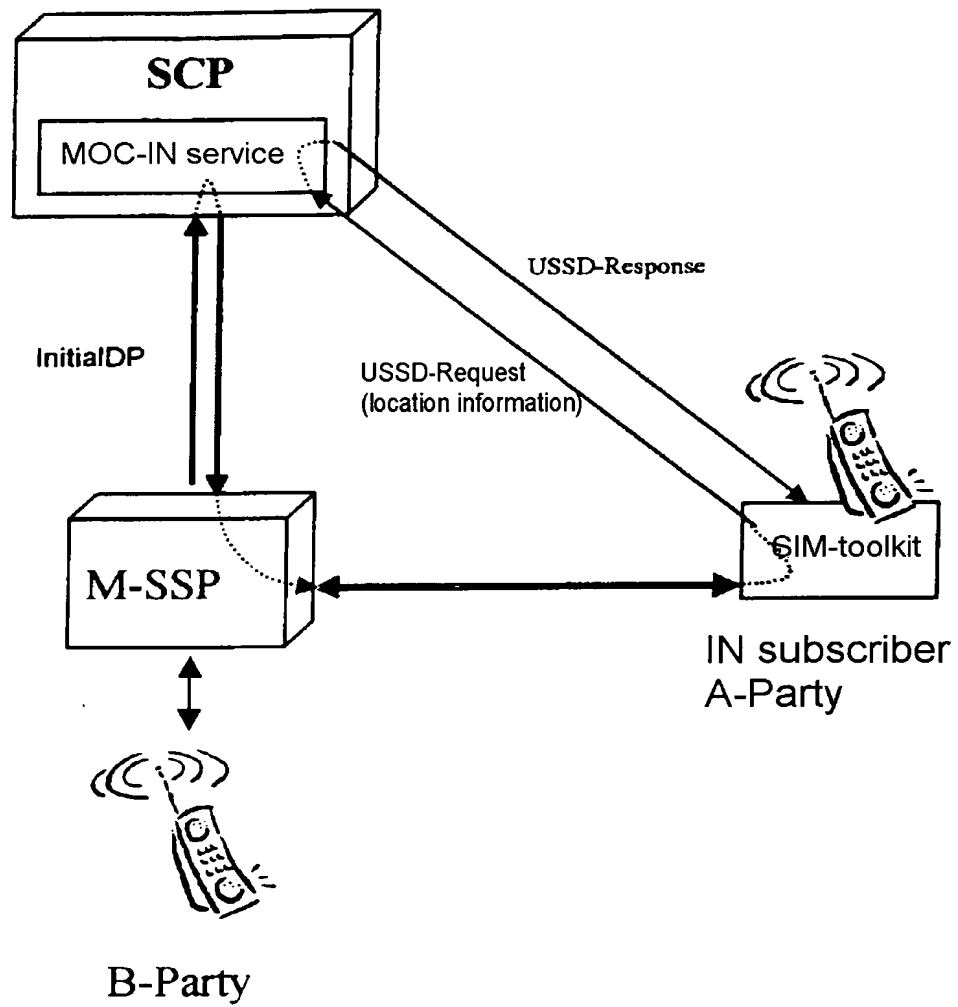 SCP
MOC-IN service
USSD-Response
InitialDP
USSD-Request
(location information)
SIM-toolkit
M-SSP
IN subscriber
A-Party
B-Party